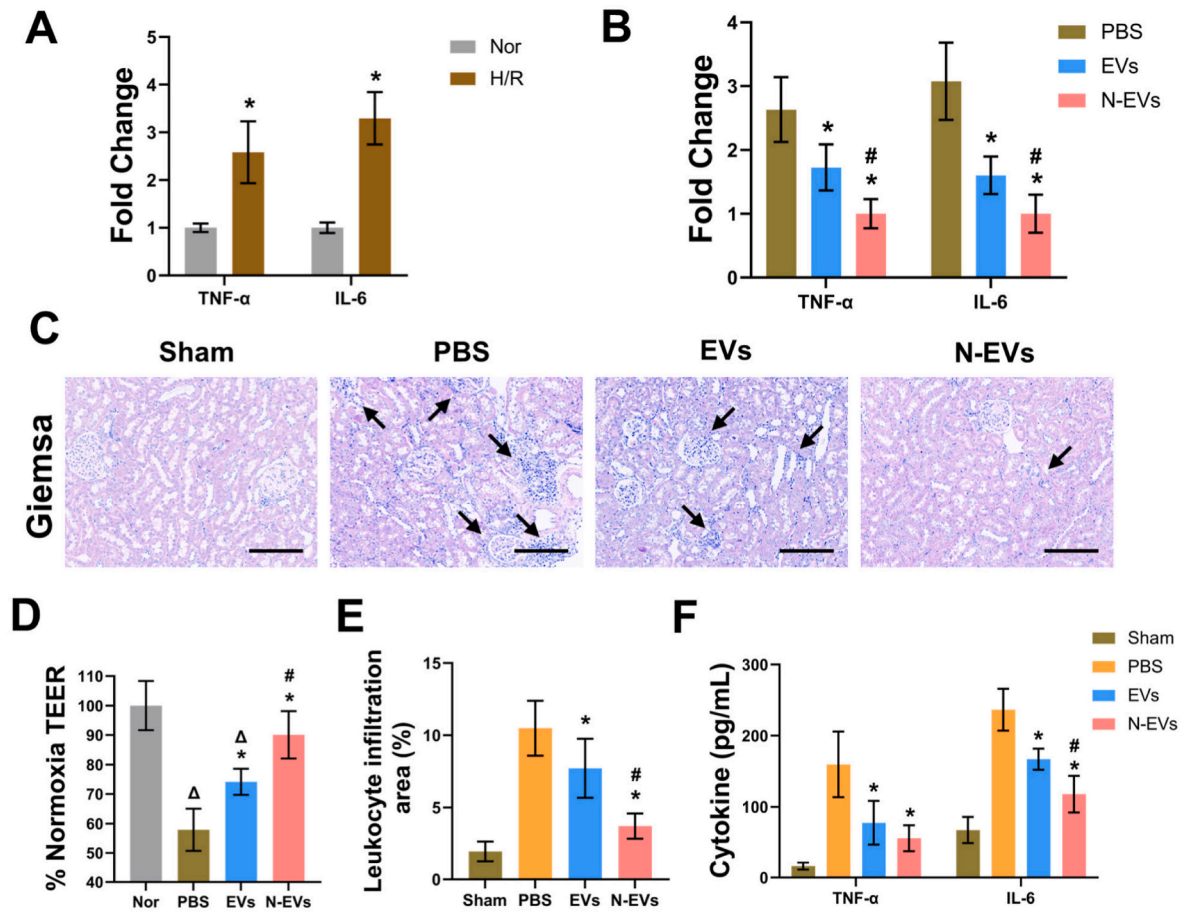 A
Fold Change
5
4
3
2
1
0
*
*
TNF-α
IL-6
Nor
H/R
B
Fold Change
4
3
2
1
0
*
#
*
*
#
*
TNF-α
IL-6
PBS
EVs
N-EVs
C
Sham
PBS
EVs
N-EVs
Giemsa
D
% Normoxia TEER
110
100
90
80
70
60
50
40
Δ
Δ
*
#
*
Nor
PBS
EVs
N-EVs
E
Leukocyte infiltration
area (%)
15
10
5
0
*
#
*
Sham
PBS
EVs
N-EVs
F
Cytokine (pg/mL)
300
200
100
0
*
*
*
#
*
TNF-α
IL-6
Sham
PBS
EVs
N-EVs